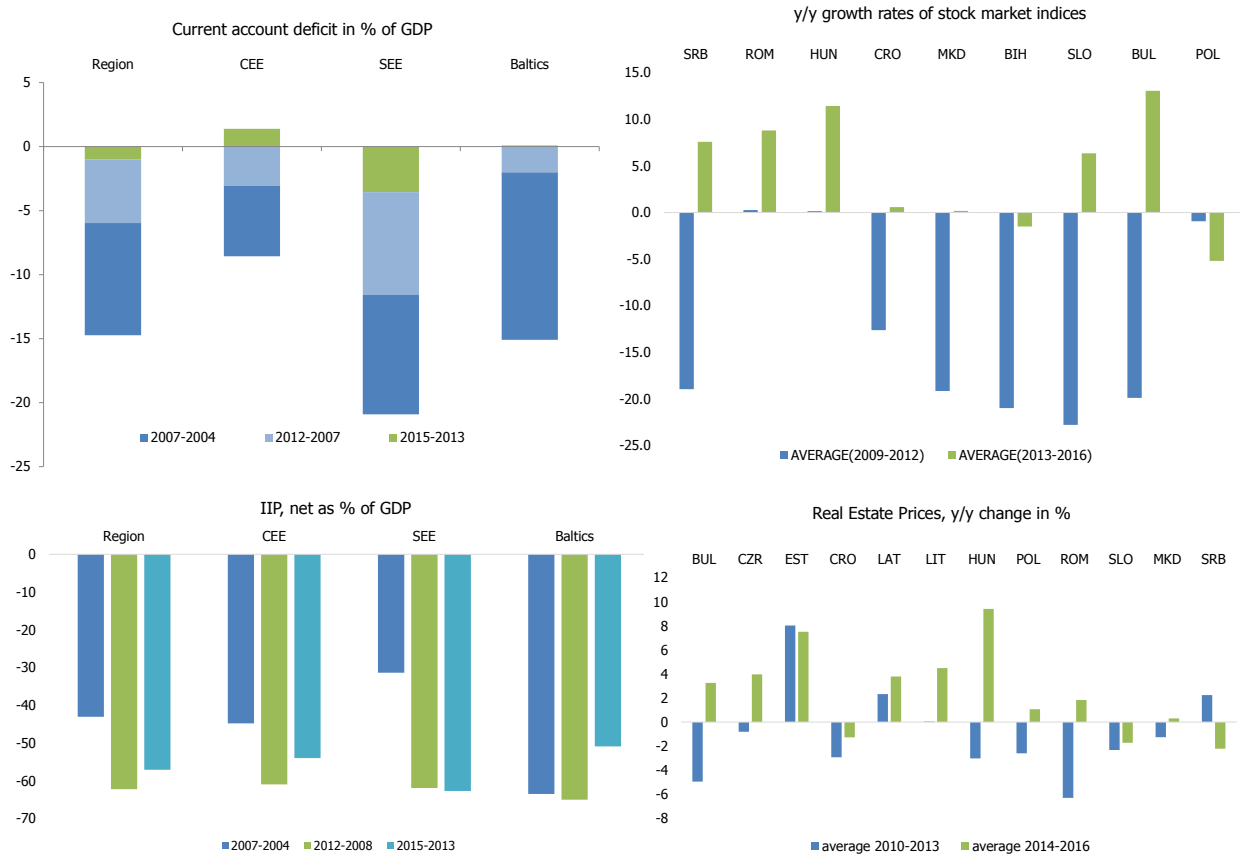 Current account deficit in % of GDP
Region CEE SEE Baltics
5
0
-5
-10
-15
-20
-25
2007-2004 2012-2007 2015-2013
y/y growth rates of stock market indices
SRB ROM HUN CRO MKD BIH SLO BUL POL
15.0
10.0
5.0
0.0
-5.0
-10.0
-15.0
-20.0
-25.0
AVERAGE(2009-2012) AVERAGE(2013-2016)
IIP, net as % of GDP
Region CEE SEE Baltics
0
-10
-20
-30
-40
-50
-60
-70
2007-2004 2012-2008 2015-2013
Real Estate Prices, y/y change in %
BUL CZR EST CRO LAT LIT HUN POL ROM SLO MKD SRB
12
10
8
6
4
2
0
-2
-4
-6
-8
average 2010-2013 average 2014-2016